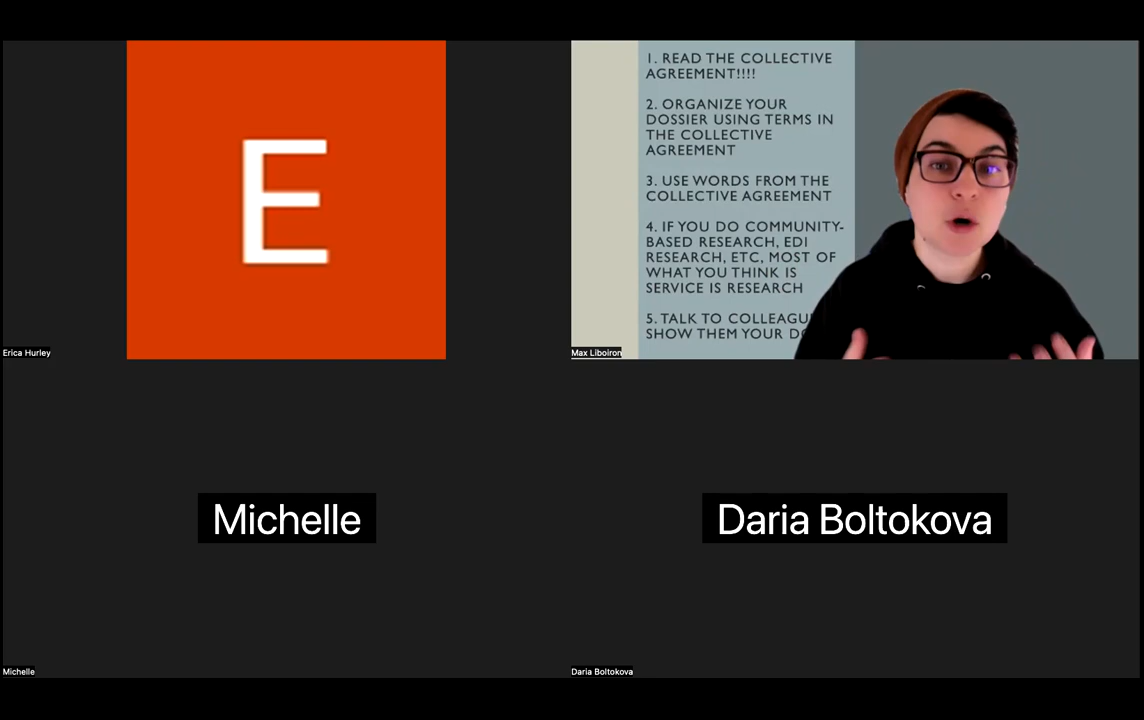 E
Erica Hurley
1. READ THE COLLECTIVE
AGREEMENT!!!!
2. ORGANIZE YOUR
DOSSIER USING TERMS IN
THE COLLECTIVE
AGREEMENT
3. USE WORDS FROM THE
COLLECTIVE AGREEMENT
4. IF YOU DO COMMUNITY-
BASED RESEARCH, EDI
RESEARCH, ETC, MOST OF
WHAT YOU THINK IS
SERVICE IS RESEARCH
5. TALK TO
SHOW THEM YOUR
Max Liboiron
Michelle
Michelle
Daria Boltokova
Daria Boltokova